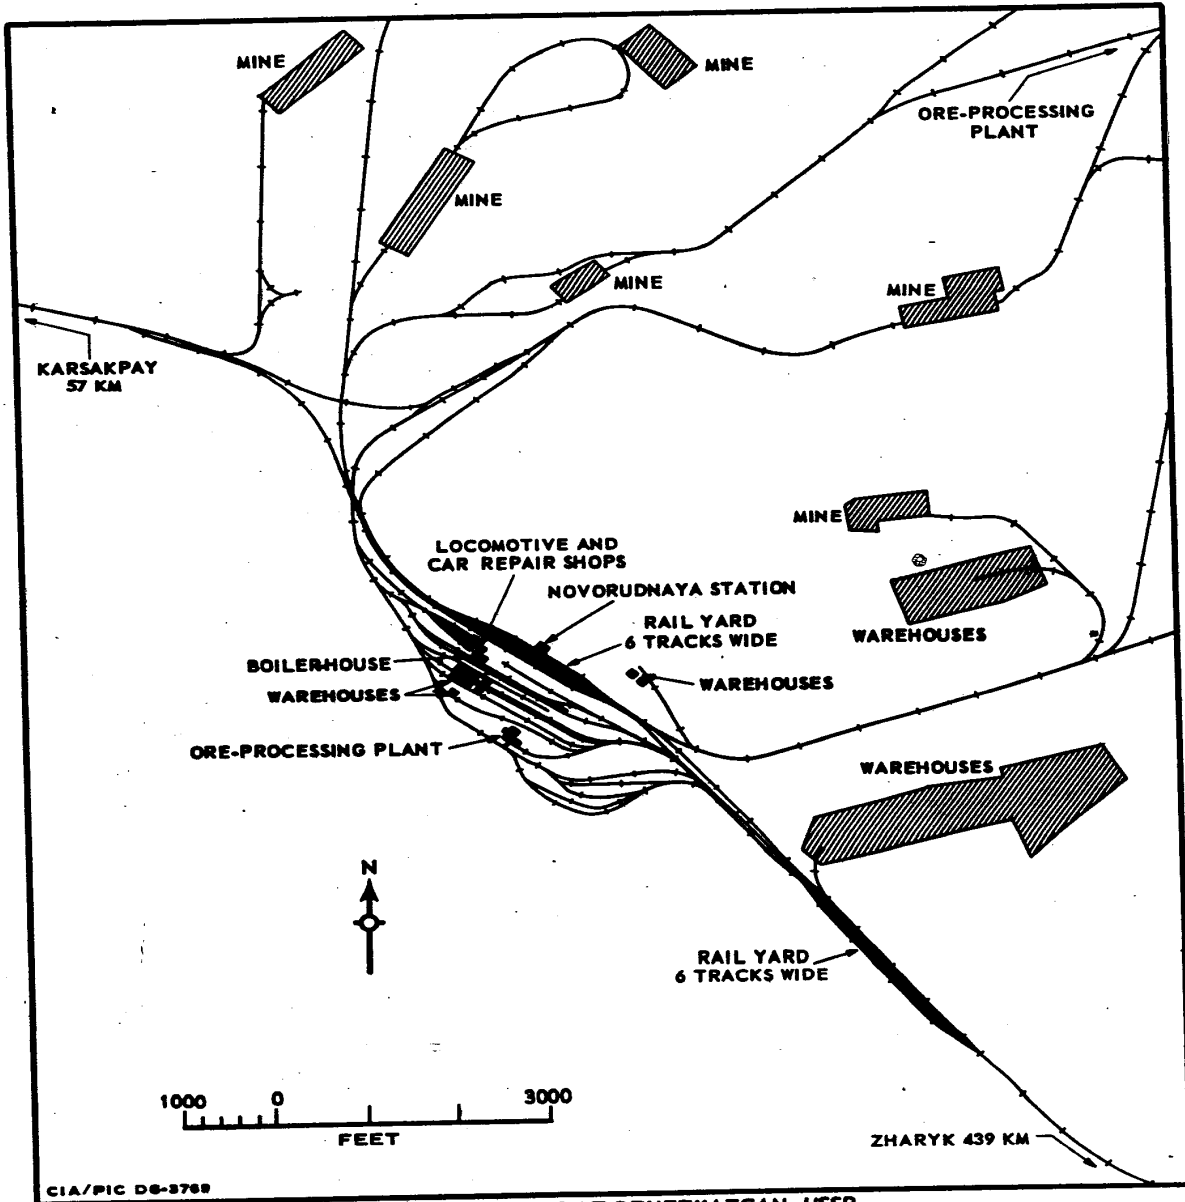 MINE
MINE
ORE-PROCESSING
PLANT
MINE
MINE
MINE
KARSAKPAY
57 KM
MINE
LOCOMOTIVE AND
CAR REPAIR SHOPS
NOVORUDNAYA STATION
RAIL YARD
6 TRACKS WIDE
WAREHOUSES
BOILERHOUSE
WAREHOUSES
WAREHOUSES
ORE-PROCESSING PLANT
WAREHOUSES
N
RAIL YARD
6 TRACKS WIDE
1000 0 3000
FEET
ZHARYK 439 KM
CIA/PIC D6-3769
USSR